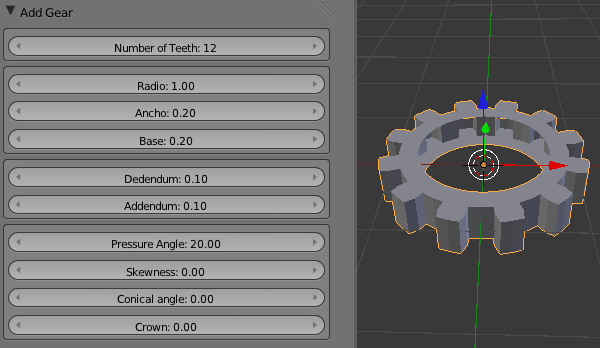 Add Gear
Number of Teeth: 12
Radio: 1.00
Ancho: 0.20
Base: 0.20
Dedendum: 0.10
Addendum: 0.10
Pressure Angle: 20.00
Skewness: 0.00
Conical angle: 0.00
Crown: 0.00